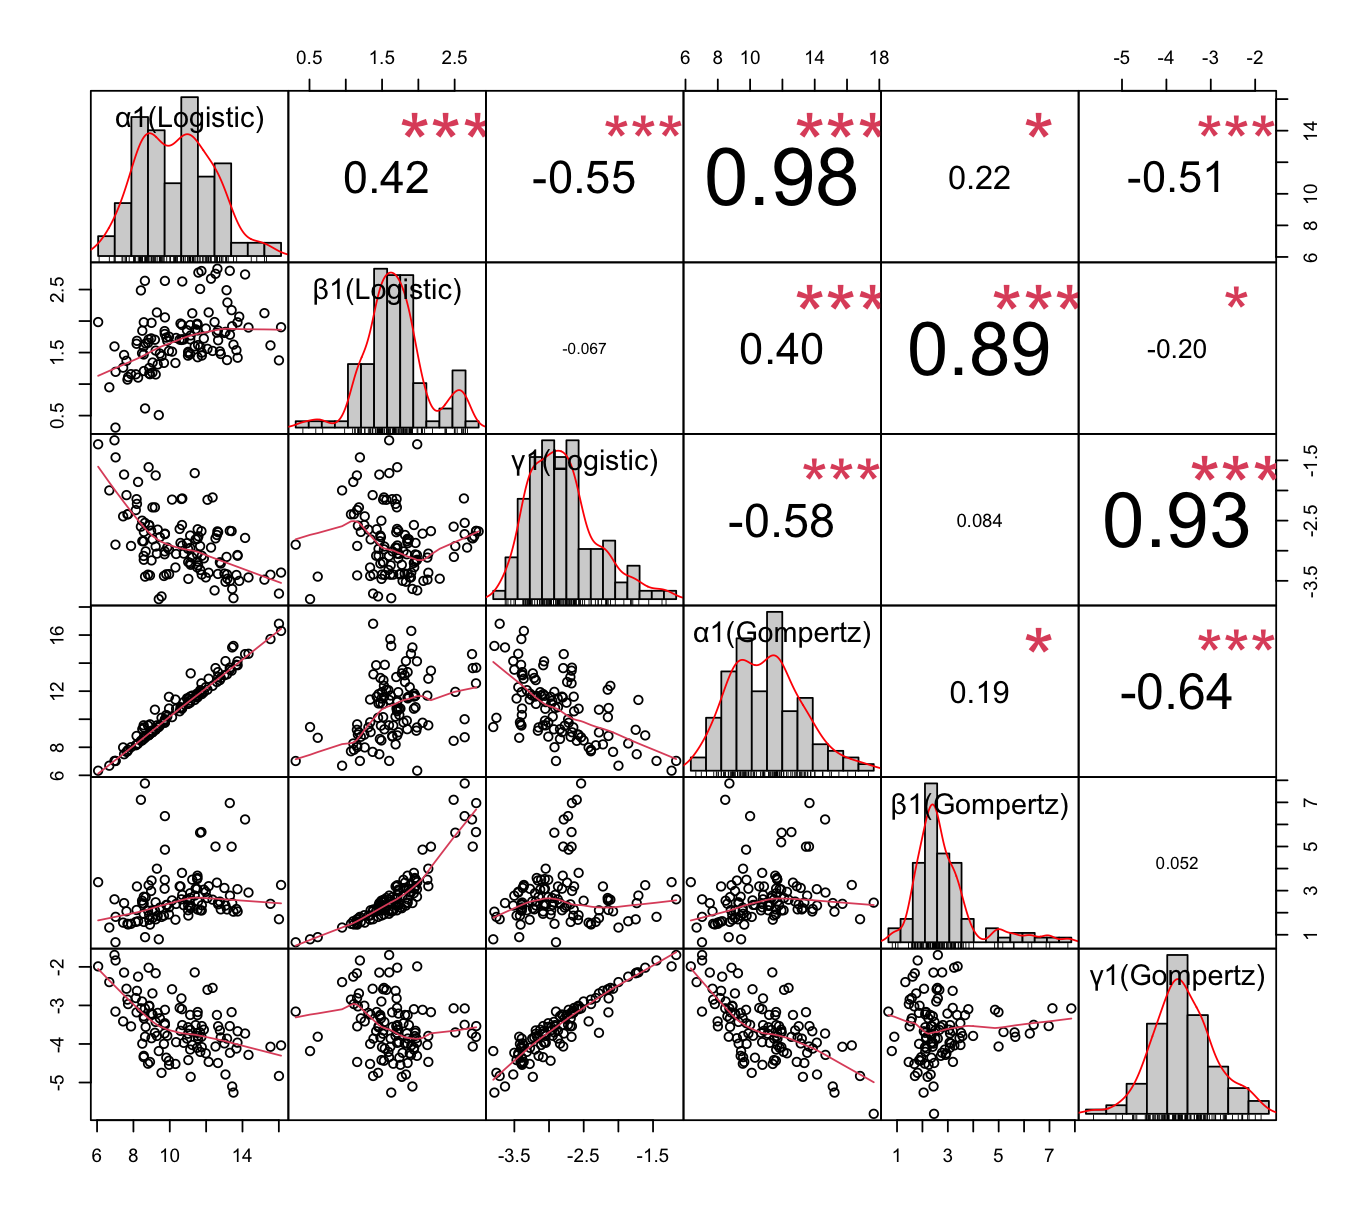 0.5 1.5 2.5 6 8 10 14 18 -5 -4 -3 -2
α1(Logistic) *** *** *** * ***
0.42 -0.55 0.98 0.22 -0.51
6 8 10 14
β1(Logistic) *** *** *
-0.067 0.40 0.89 -0.20
0.5 1.5 2.5
γ1(Logistic) *** ***
-0.58 0.084 0.93
-3.5 -2.5 -1.5
α1(Gompertz) * ***
0.19 -0.64
6 8 12 16
β1(Gompertz)
0.052
1 3 5 7
γ1(Gompertz)
-5 -4 -3 -2
6 8 10 14 -3.5 -2.5 -1.5 1 3 5 7